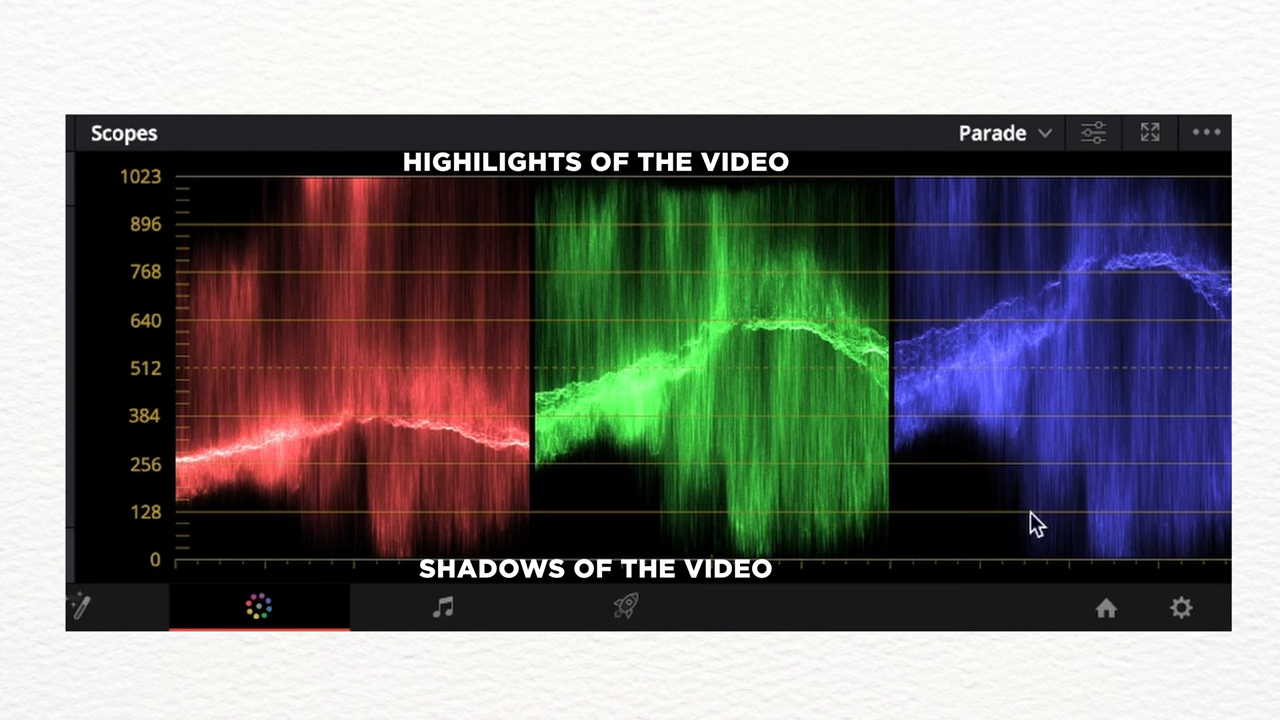 Scopes
Parade
HIGHILIGHTS OF THE VIDEO
1023
896
768
640
512
384
256
128
0
SHADOWS OF THE VIDEO